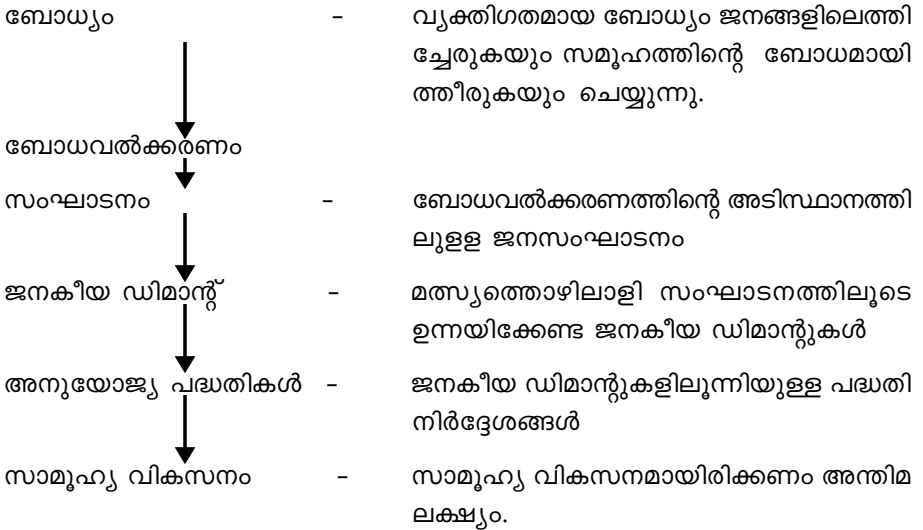 ബോധ്യം – വ്യക്തിഗതമായ ബോധ്യം ജനങ്ങളിലെത്തി
ച്ചേരുകയും സമൂഹത്തിന്റെ ബോധമായി
ത്തീരുകയും ചെയ്യുന്നു.
ബോധവൽക്കരണം
സംഘാടനം – ബോധവൽക്കരണത്തിന്റെ അടിസ്ഥാനത്തി
ലുളള ജനസംഘാടനം
ജനകീയ ഡിമാന്റ് – മത്സ്യത്തൊഴിലാളി സംഘാടനത്തിലൂടെ
ഉന്നയിക്കേണ്ട ജനകീയ ഡിമാന്റുകൾ
അനുയോജ്യ പദ്ധതികൾ – ജനകീയ ഡിമാന്റുകളിലൂന്നിയുള്ള പദ്ധതി
നിർദ്ദേശങ്ങൾ
സാമൂഹ്യ വികസനം – സാമൂഹ്യ വികസനമായിരിക്കണം അന്തിമ
ലക്ഷ്യം.